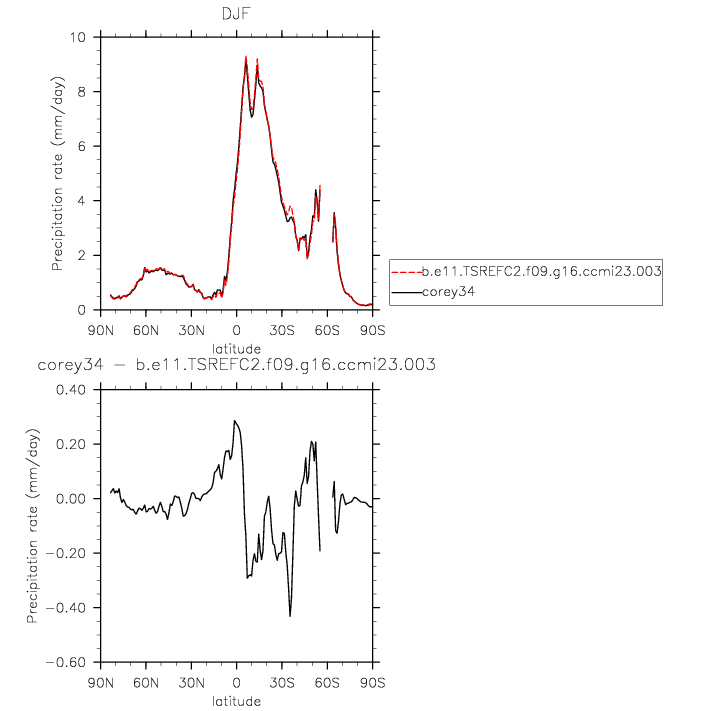 DJF
10
8
6
4
2
0
Precipitation rate (mm/day)
90N 60N 30N 0 30S 60S 90S
latitude
b.e11.TSREFC2.f09.g16.ccmi23.003
corey34
corey34 − b.e11.TSREFC2.f09.g16.ccmi23.003
0.40
0.20
0.00
−0.20
−0.40
−0.60
Precipitation rate (mm/day)
90N 60N 30N 0 30S 60S 90S
latitude